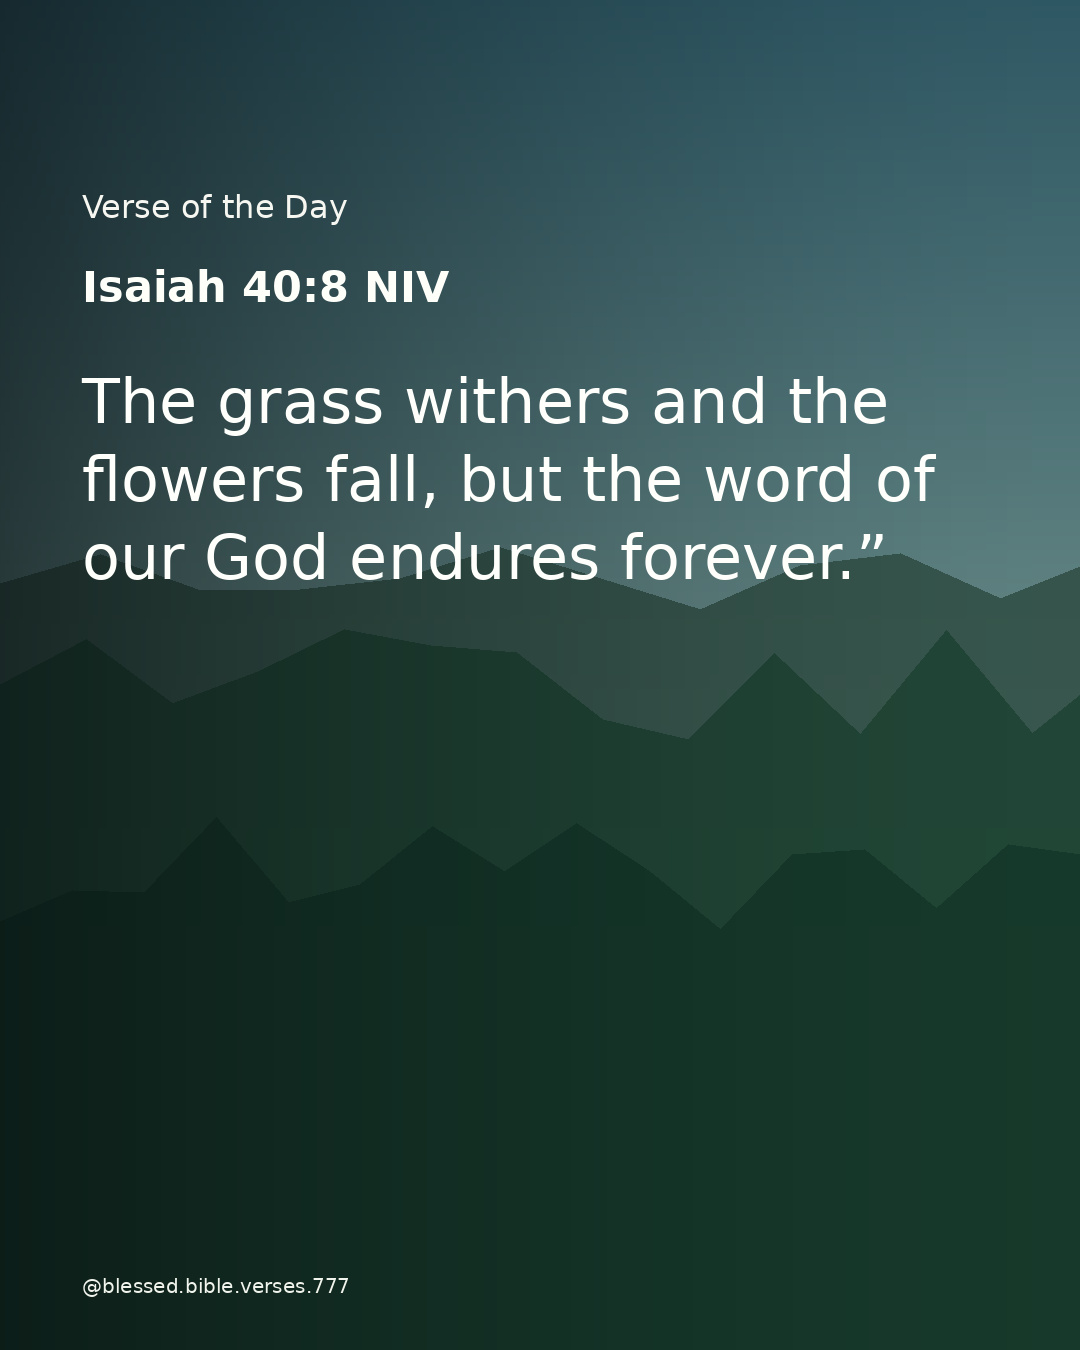 Verse of the Day
Isaiah 40:8 NIV
The grass withers and the
flowers fall, but the word of
our God endures forever.”
@blessed.bible.verses.777